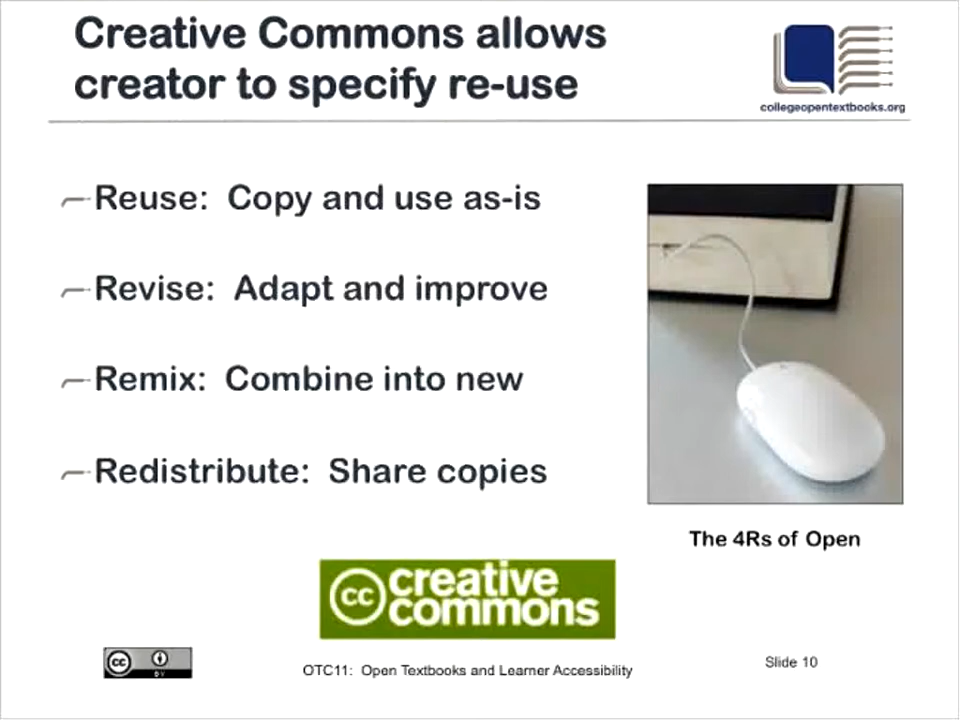 Creative Commons allows
creator to specify re-use
collegeopentextbooks.org
Reuse: Copy and use as-is
Revise: Adapt and improve
Remix: Combine into new
Redistribute: Share copies
The 4Rs of Open
cc creative
commons
cc BY
OTC11: Open Textbooks and Learner Accessibility
Slide 10